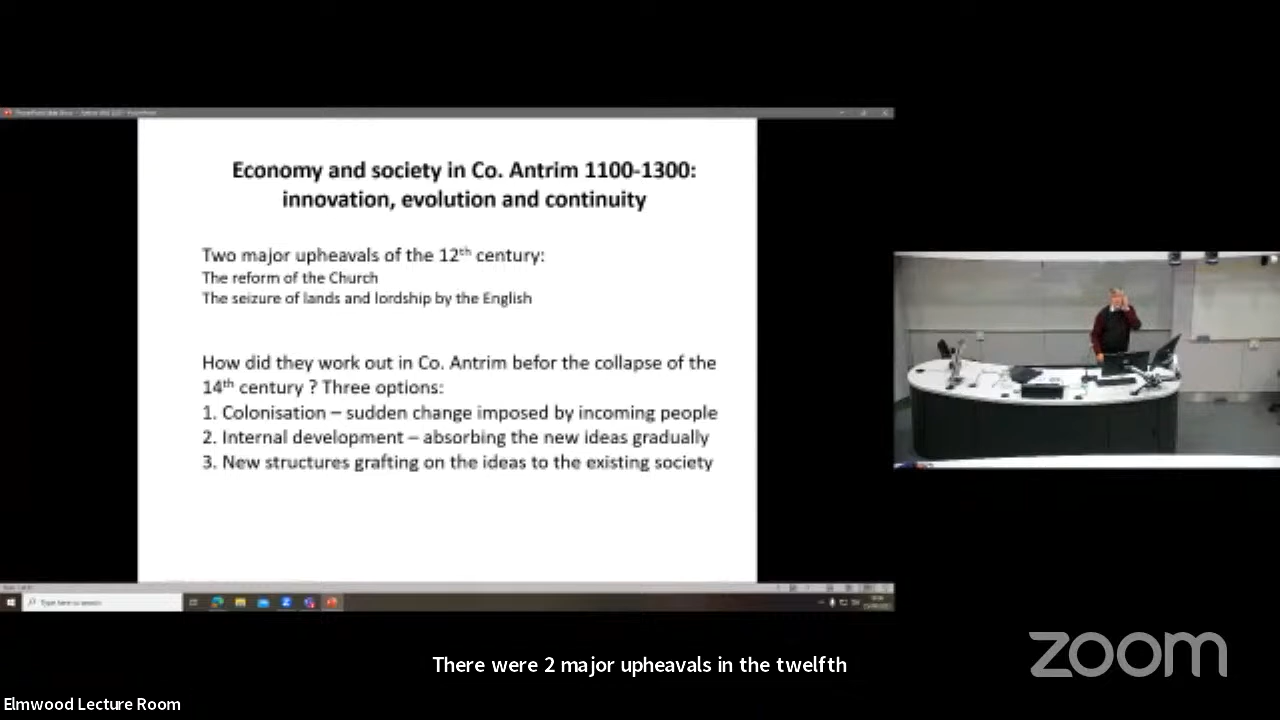 Economy and society in Co. Antrim 1100-1300:
innovation, evolution and continuity
Two major upheavals of the 12th century:
The reform of the Church
The seizure of lands and lordship by the English
How did they work out in Co. Antrim befor the collapse of the
14th century ? Three options:
1. Colonisation – sudden change imposed by incoming people
2. Internal development – absorbing the new ideas gradually
3. New structures grafting on the ideas to the existing society
Type here to search
There were 2 major upheavals in the twelfth
zoom
Elmwood Lecture Room